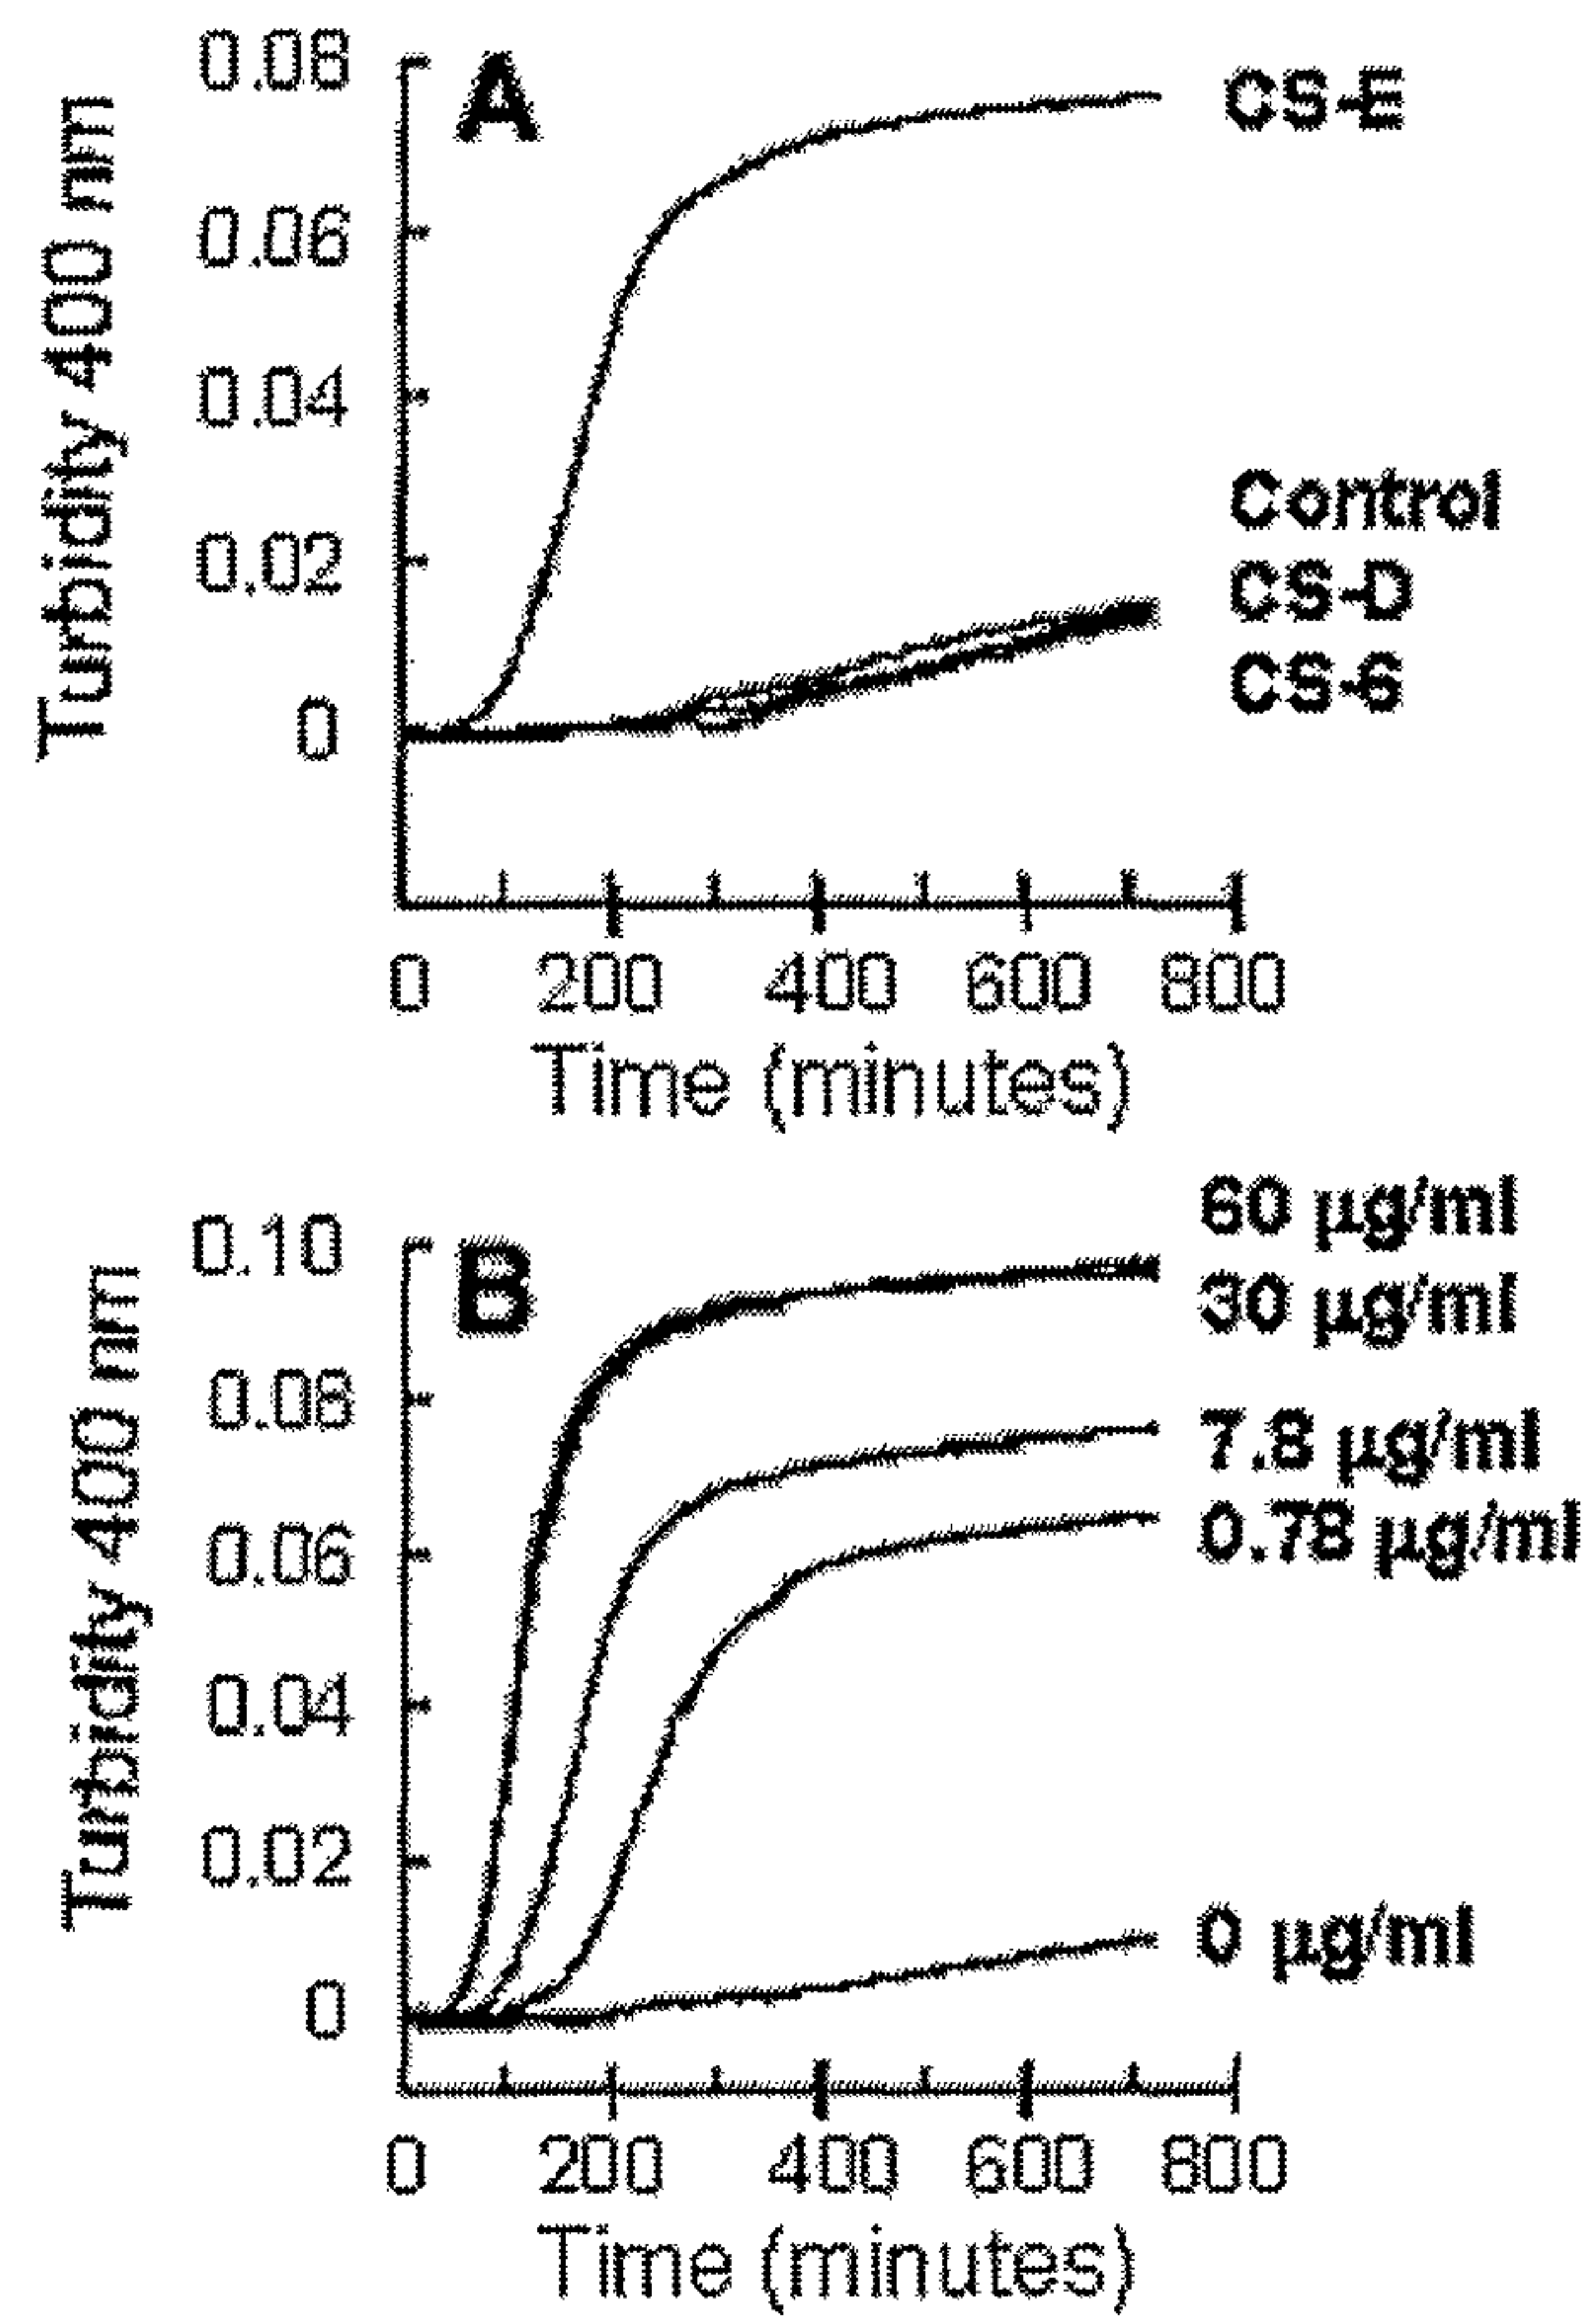 A
Turbidity 400 nm
0.08
0.06
0.04
0.02
0
CS-E
Control
CS-D
CS-6
0 200 400 600 800
Time (minutes)
B
Turbidity 400 nm
0.10
0.08
0.06
0.04
0.02
0
60 µg/ml
30 µg/ml
7.8 µg/ml
0.78 µg/ml
0 µg/ml
0 200 400 600 800
Time (minutes)